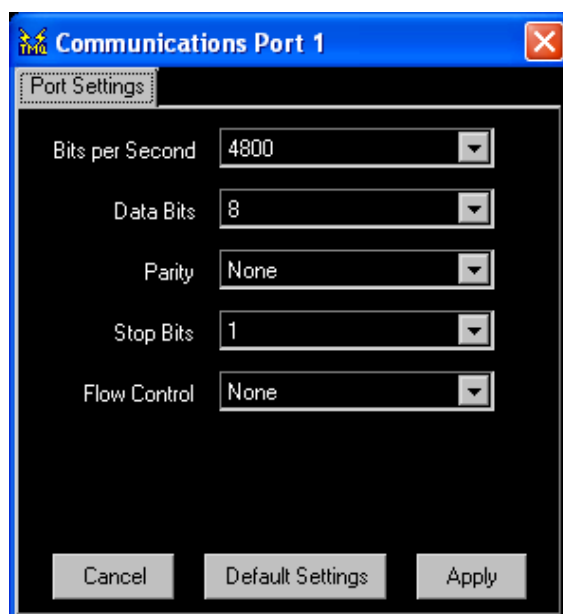 TMQ Communications Port 1
Port Settings
Bits per Second 4800
Data Bits 8
Parity None
Stop Bits 1
Flow Control None
Cancel Default Settings Apply